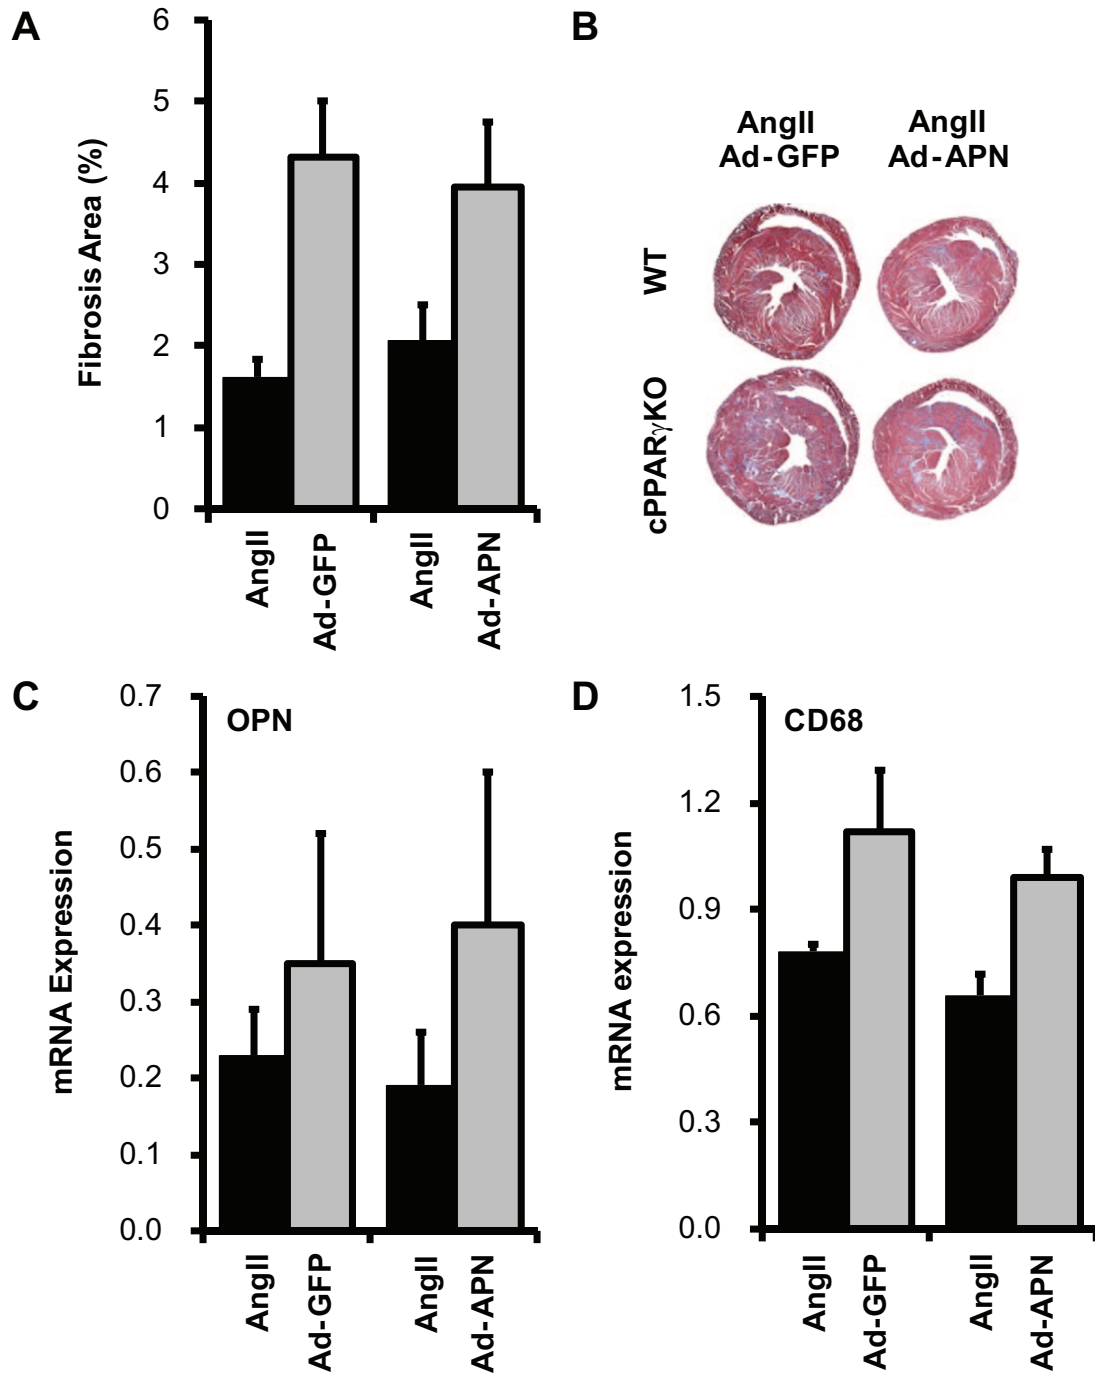 A
6
5
4
3
2
1
0
Fibrosis Area (%)
AngII
Ad-GFP
AngII
Ad-APN
B
AngII
Ad-GFP
AngII
Ad-APN
WT
cPPARγKO
C
0.7
0.6
0.5
0.4
0.3
0.2
0.1
0.0
OPN
mRNA Expression
AngII
Ad-GFP
AngII
Ad-APN
D
1.5
1.2
0.9
0.6
0.3
0.0
CD68
mRNA expression
AngII
Ad-GFP
AngII
Ad-APN